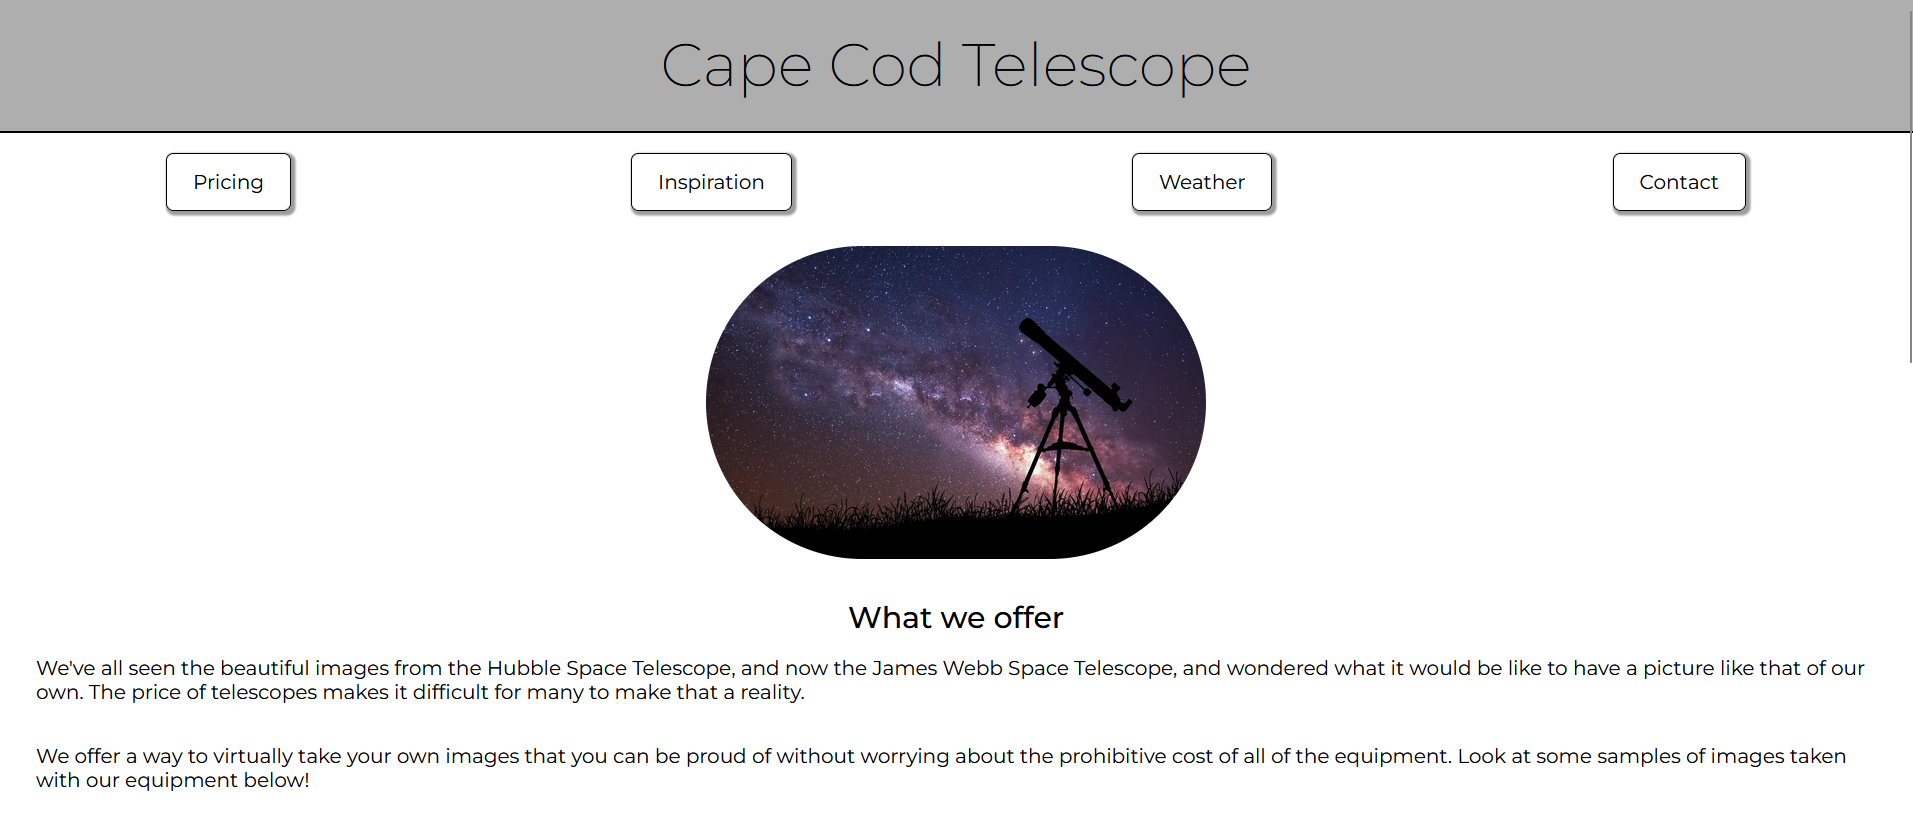 Cape Cod Telescope
Pricing
Inspiration
Weather
Contact
What we offer
We've all seen the beautiful images from the Hubble Space Telescope, and now the James Webb Space Telescope, and wondered what it would be like to have a picture like that of our
own. The price of telescopes makes it difficult for many to make that a reality.
We offer a way to virtually take your own images that you can be proud of without worrying about the prohibitive cost of all of the equipment. Look at some samples of images taken
with our equipment below!